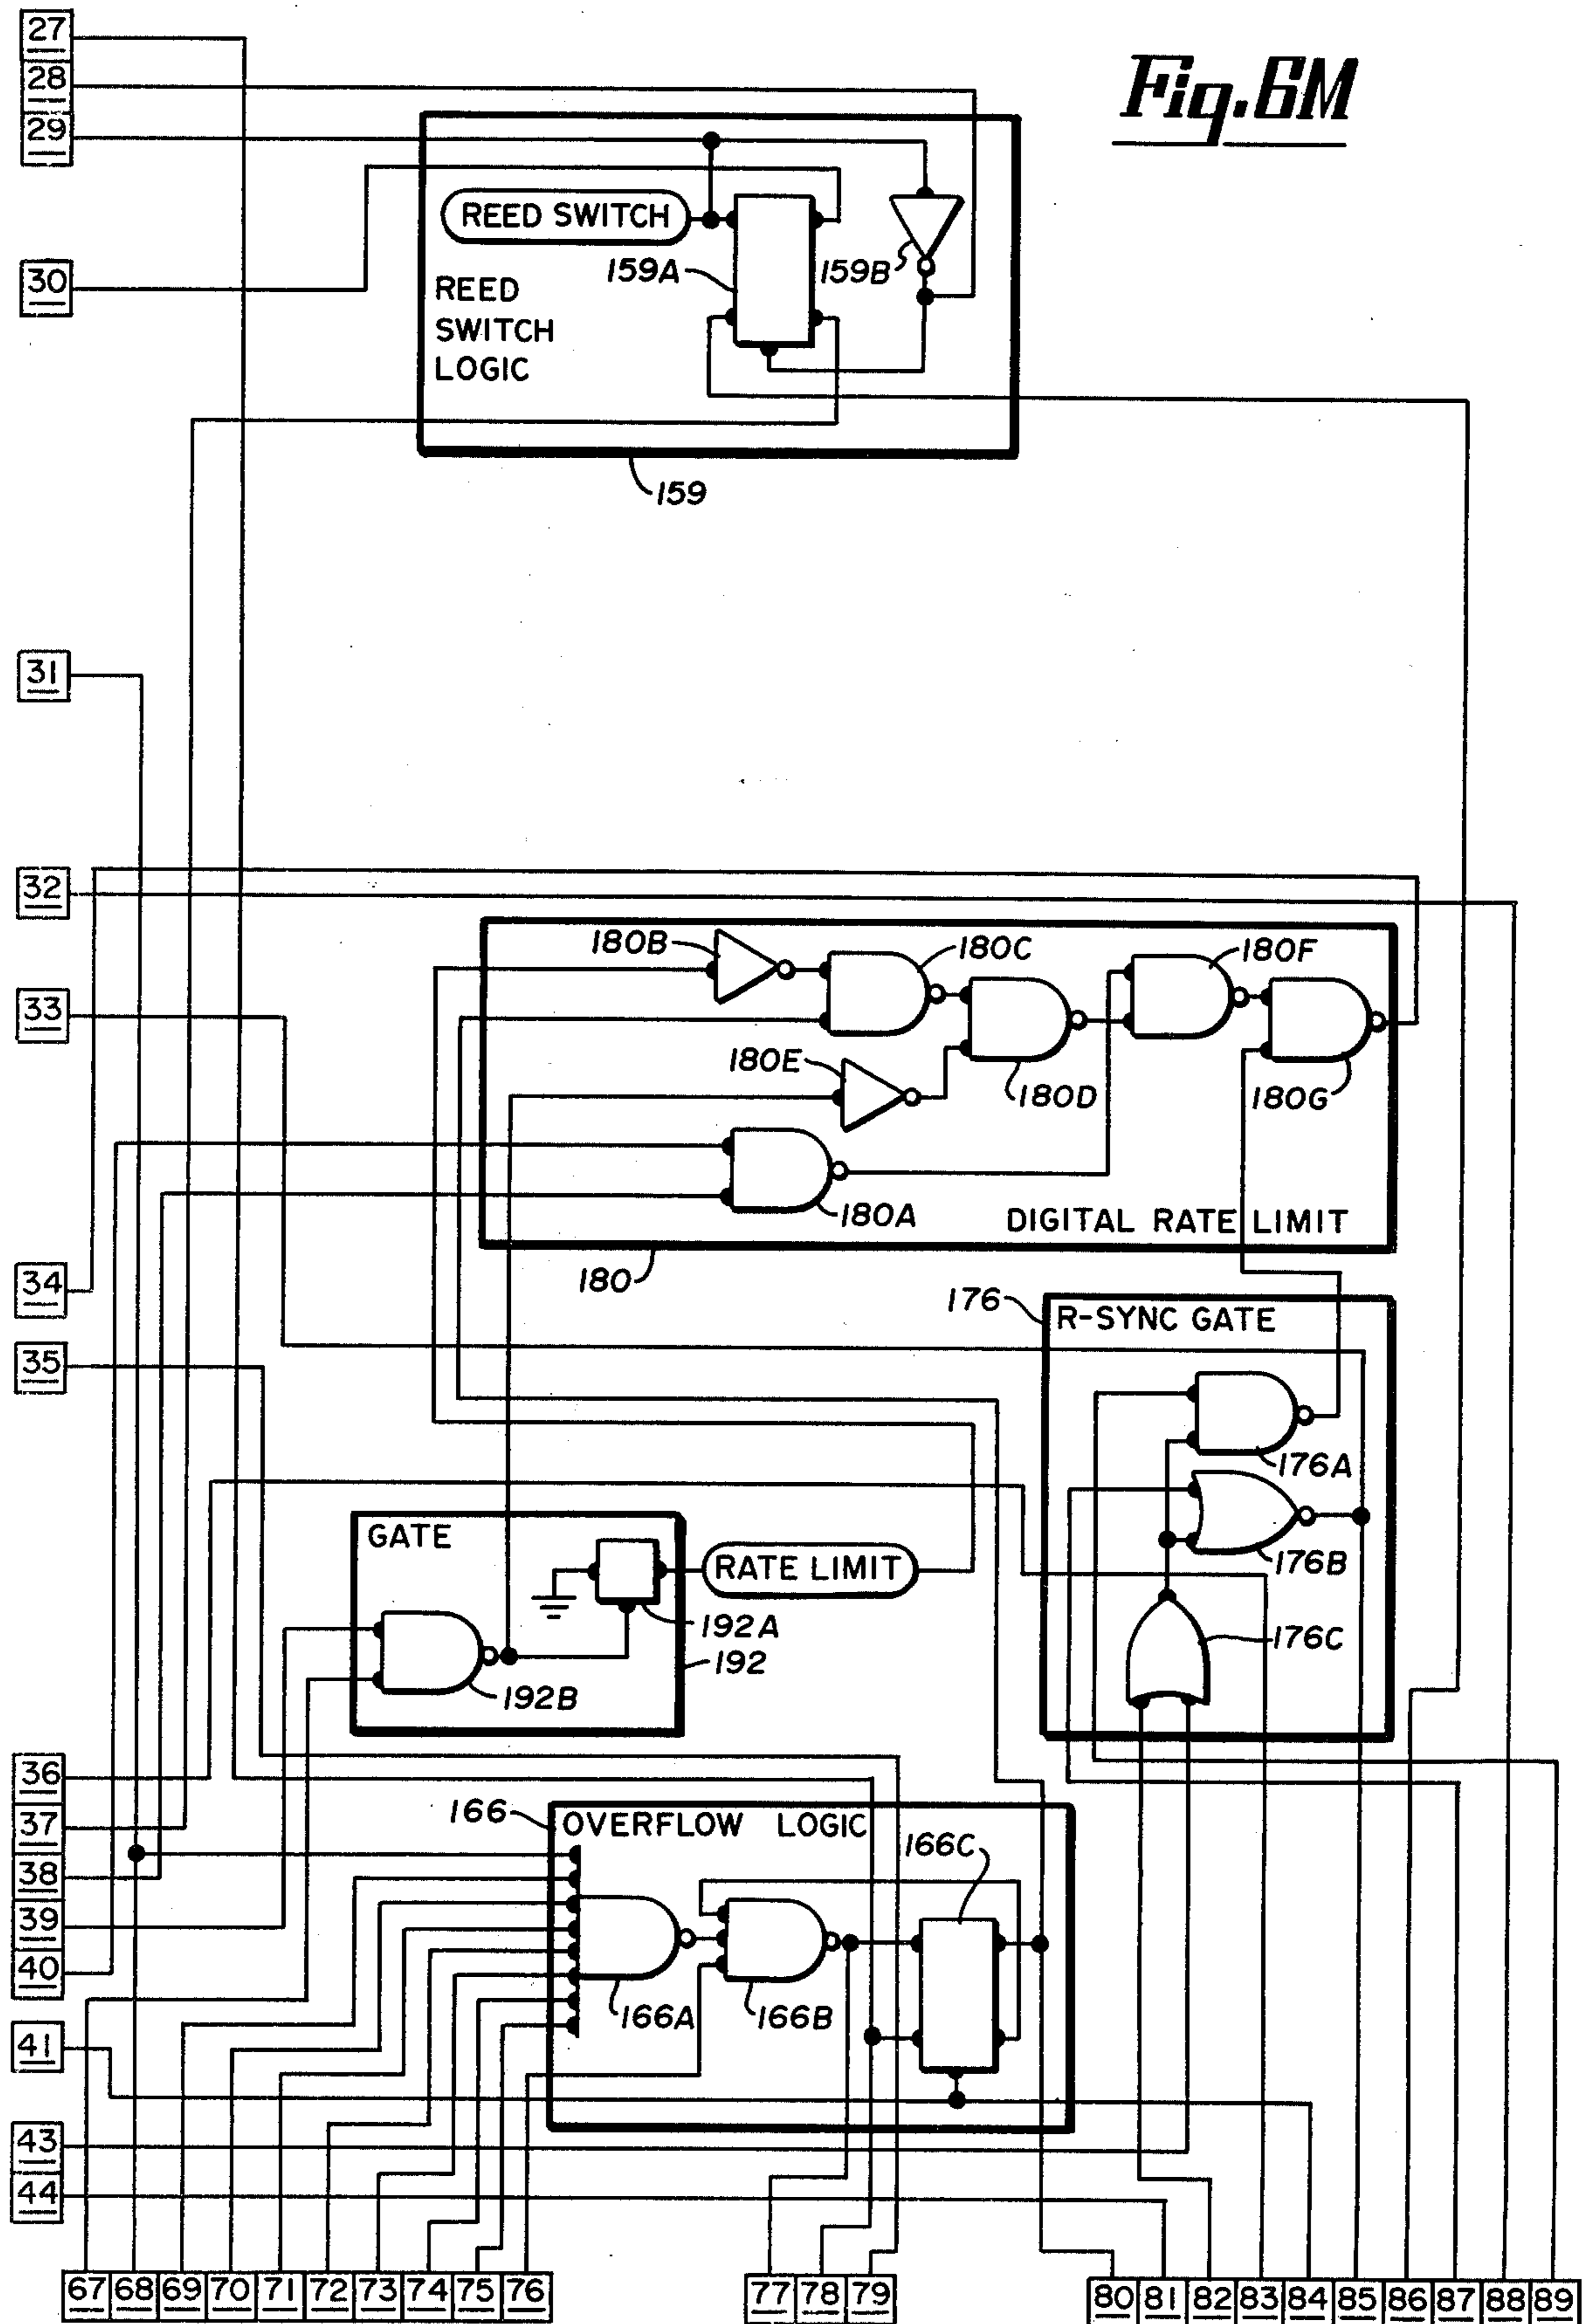 Fig. 6M
27
28
29
REED SWITCH
159A
159B
30
REED
SWITCH
LOGIC
159
31
32
180B
180C
180F
33
180E
180D
180G
180A
DIGITAL RATE LIMIT
34
180
176
R-SYNC GATE
35
176A
GATE
176B
RATE LIMIT
192A
176C
192
192B
36
37
166
OVERFLOW LOGIC
166C
38
39
40
166A
166B
41
43
44
67 68 69 70 71 72 73 74 75 76 77 78 79 80 81 82 83 84 85 86 87 88 89